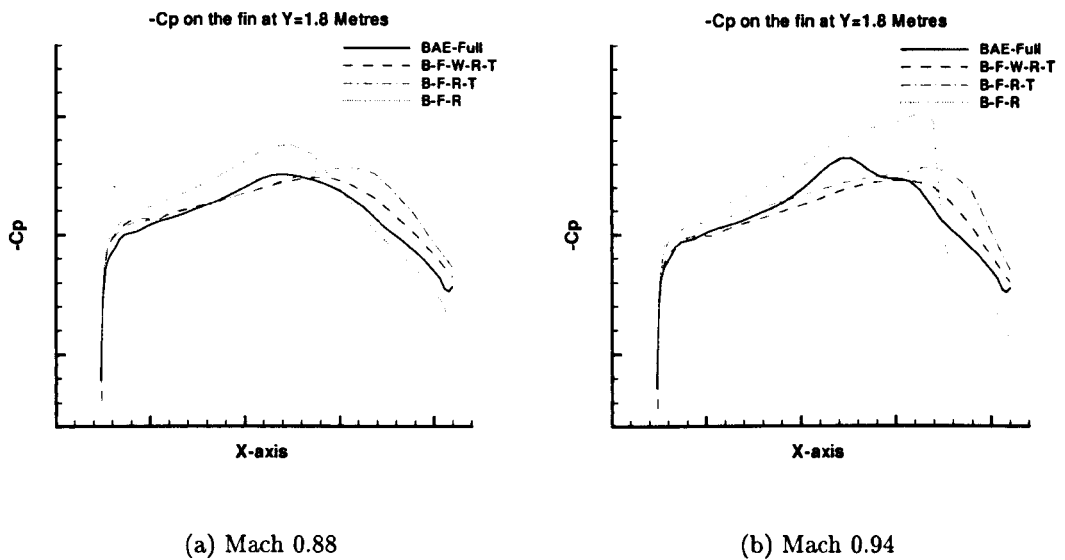 -Cp on the fin at Y=1.8 Metres
BAE-Full
B-F-W-R-T
B-F-R-T
B-F-R
-Cp
X-axis
(a) Mach 0.88
-Cp on the fin at Y=1.8 Metres
BAE-Full
B-F-W-R-T
B-F-R-T
B-F-R
-Cp
X-axis
(b) Mach 0.94